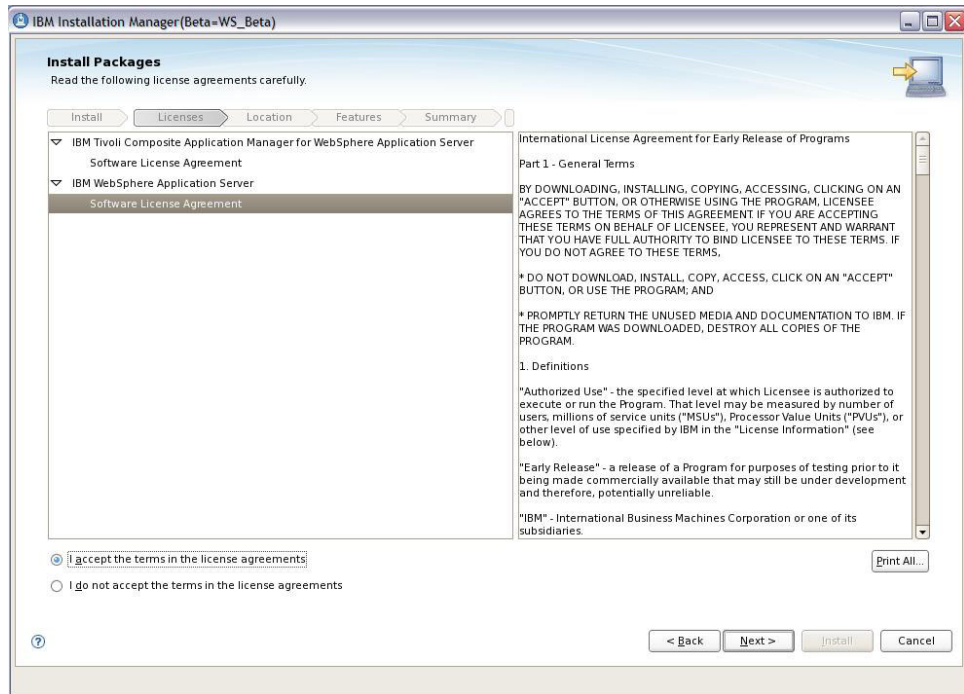 IBM Installation Manager(Beta=WS_Beta)
Install Packages
Read the following license agreements carefully.
Install
Licenses
Location
Features
Summary
IBM Tivoli Composite Application Manager for WebSphere Application Server
Software License Agreement
IBM WebSphere Application Server
Software License Agreement
International License Agreement for Early Release of Programs
Part 1 - General Terms
BY DOWNLOADING, INSTALLING, COPYING, ACCESSING, CLICKING ON AN
"ACCEPT" BUTTON, OR OTHERWISE USING THE PROGRAM, LICENSEE
AGREES TO THE TERMS OF THIS AGREEMENT. IF YOU ARE ACCEPTING
THESE TERMS ON BEHALF OF LICENSEE, YOU REPRESENT AND WARRANT
THAT YOU HAVE FULL AUTHORITY TO BIND LICENSEE TO THESE TERMS. IF
YOU DO NOT AGREE TO THESE TERMS,
* DO NOT DOWNLOAD, INSTALL, COPY, ACCESS, CLICK ON AN "ACCEPT"
BUTTON, OR USE THE PROGRAM; AND
* PROMPTLY RETURN THE UNUSED MEDIA AND DOCUMENTATION TO IBM. IF
THE PROGRAM WAS DOWNLOADED, DESTROY ALL COPIES OF THE
PROGRAM.
1. Definitions
"Authorized Use" - the specified level at which Licensee is authorized to
execute or run the Program. That level may be measured by number of
users, millions of service units ("MSUs"), Processor Value Units ("PVUs"), or
other level of use specified by IBM in the "License Information" (see
below).
"Early Release" - a release of a Program for purposes of testing prior to it
being made commercially available that may still be under development
and therefore, potentially unreliable.
"IBM" - International Business Machines Corporation or one of its
subsidiaries.
I accept the terms in the license agreements
Print All...
I do not accept the terms in the license agreements
?
< Back
Next >
Install
Cancel